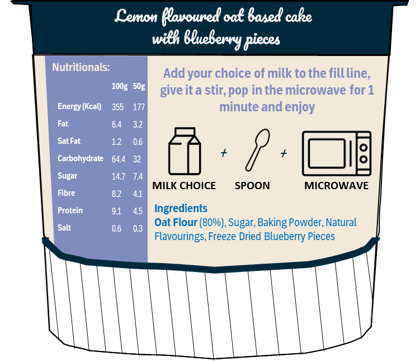 Lemon flavoured oat based cake
with blueberry pieces
Nutritionals:
100g 50g
Energy(Kcal) 355 177
Fat 6.4 3.2
Sat Fat 1.2 0.6
Carbohydrate 64.4 32
Sugar 14.7 7.4
Fibre 8.2 4.1
Protein 9.1 4.5
Salt 0.6 0.3
Add your choice of milk to the fill line,
give it a stir, pop in the microwave for 1
minute and enjoy
+ +
MILK CHOICE SPOON MICROWAVE
Ingredients
Oat Flour (80%), Sugar, Baking Powder, Natural
Flavourings, Freeze Dried Blueberry Pieces